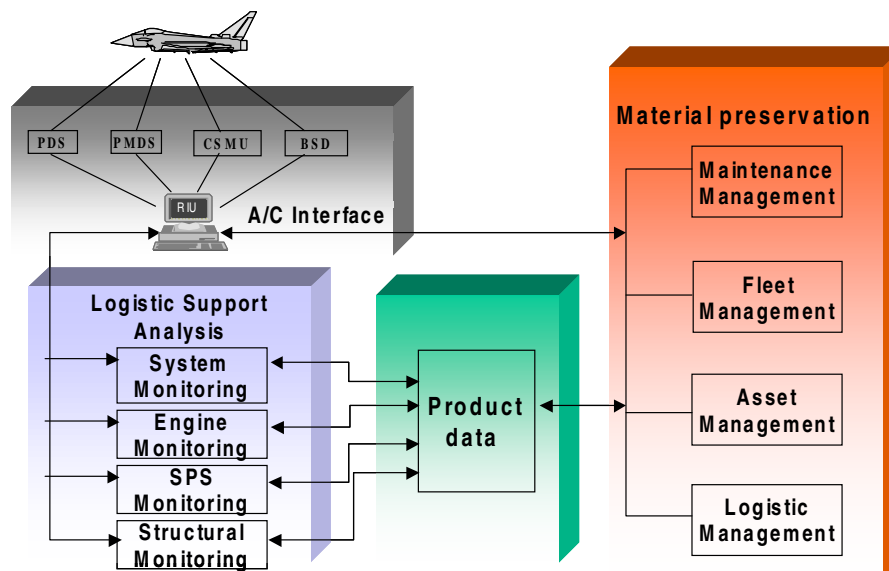 PDS
PMDS
CSMU
BSD
RIU
A/C Interface
Material preservation
Maintenance
Management
Fleet
Management
Asset
Management
Logistic
Management
Logistic Support
Analysis
System
Monitoring
Engine
Monitoring
SPS
Monitoring
Structural
Monitoring
Product
data